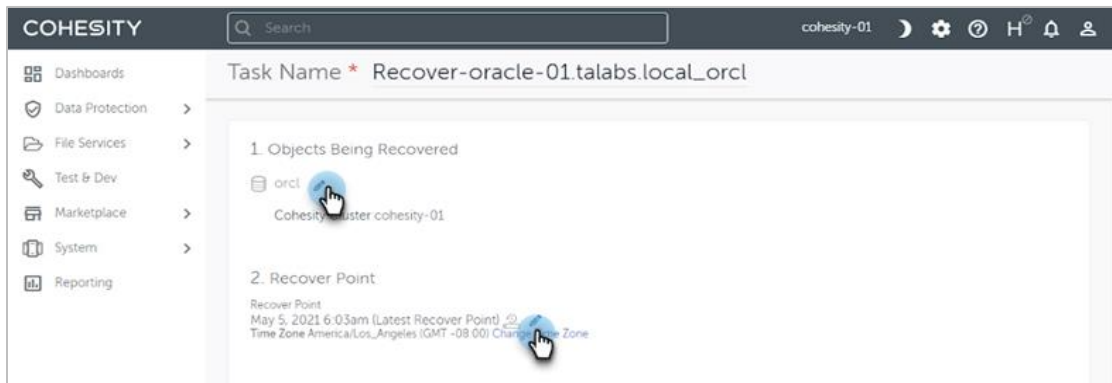 COHESITY
Search
cohesity-01
H
Dashboards
Data Protection
File Services
Test & Dev
Marketplace
System
Reporting
Task Name * Recover-oracle-01.talabs.local_orcl
1. Objects Being Recovered
orcl
Cohesity Cluster cohesity-01
2. Recover Point
Recover Point
May 5, 2021 6:03am (Latest Recover Point)
Time Zone America/Los_Angeles (GMT -08:00) Change Time Zone